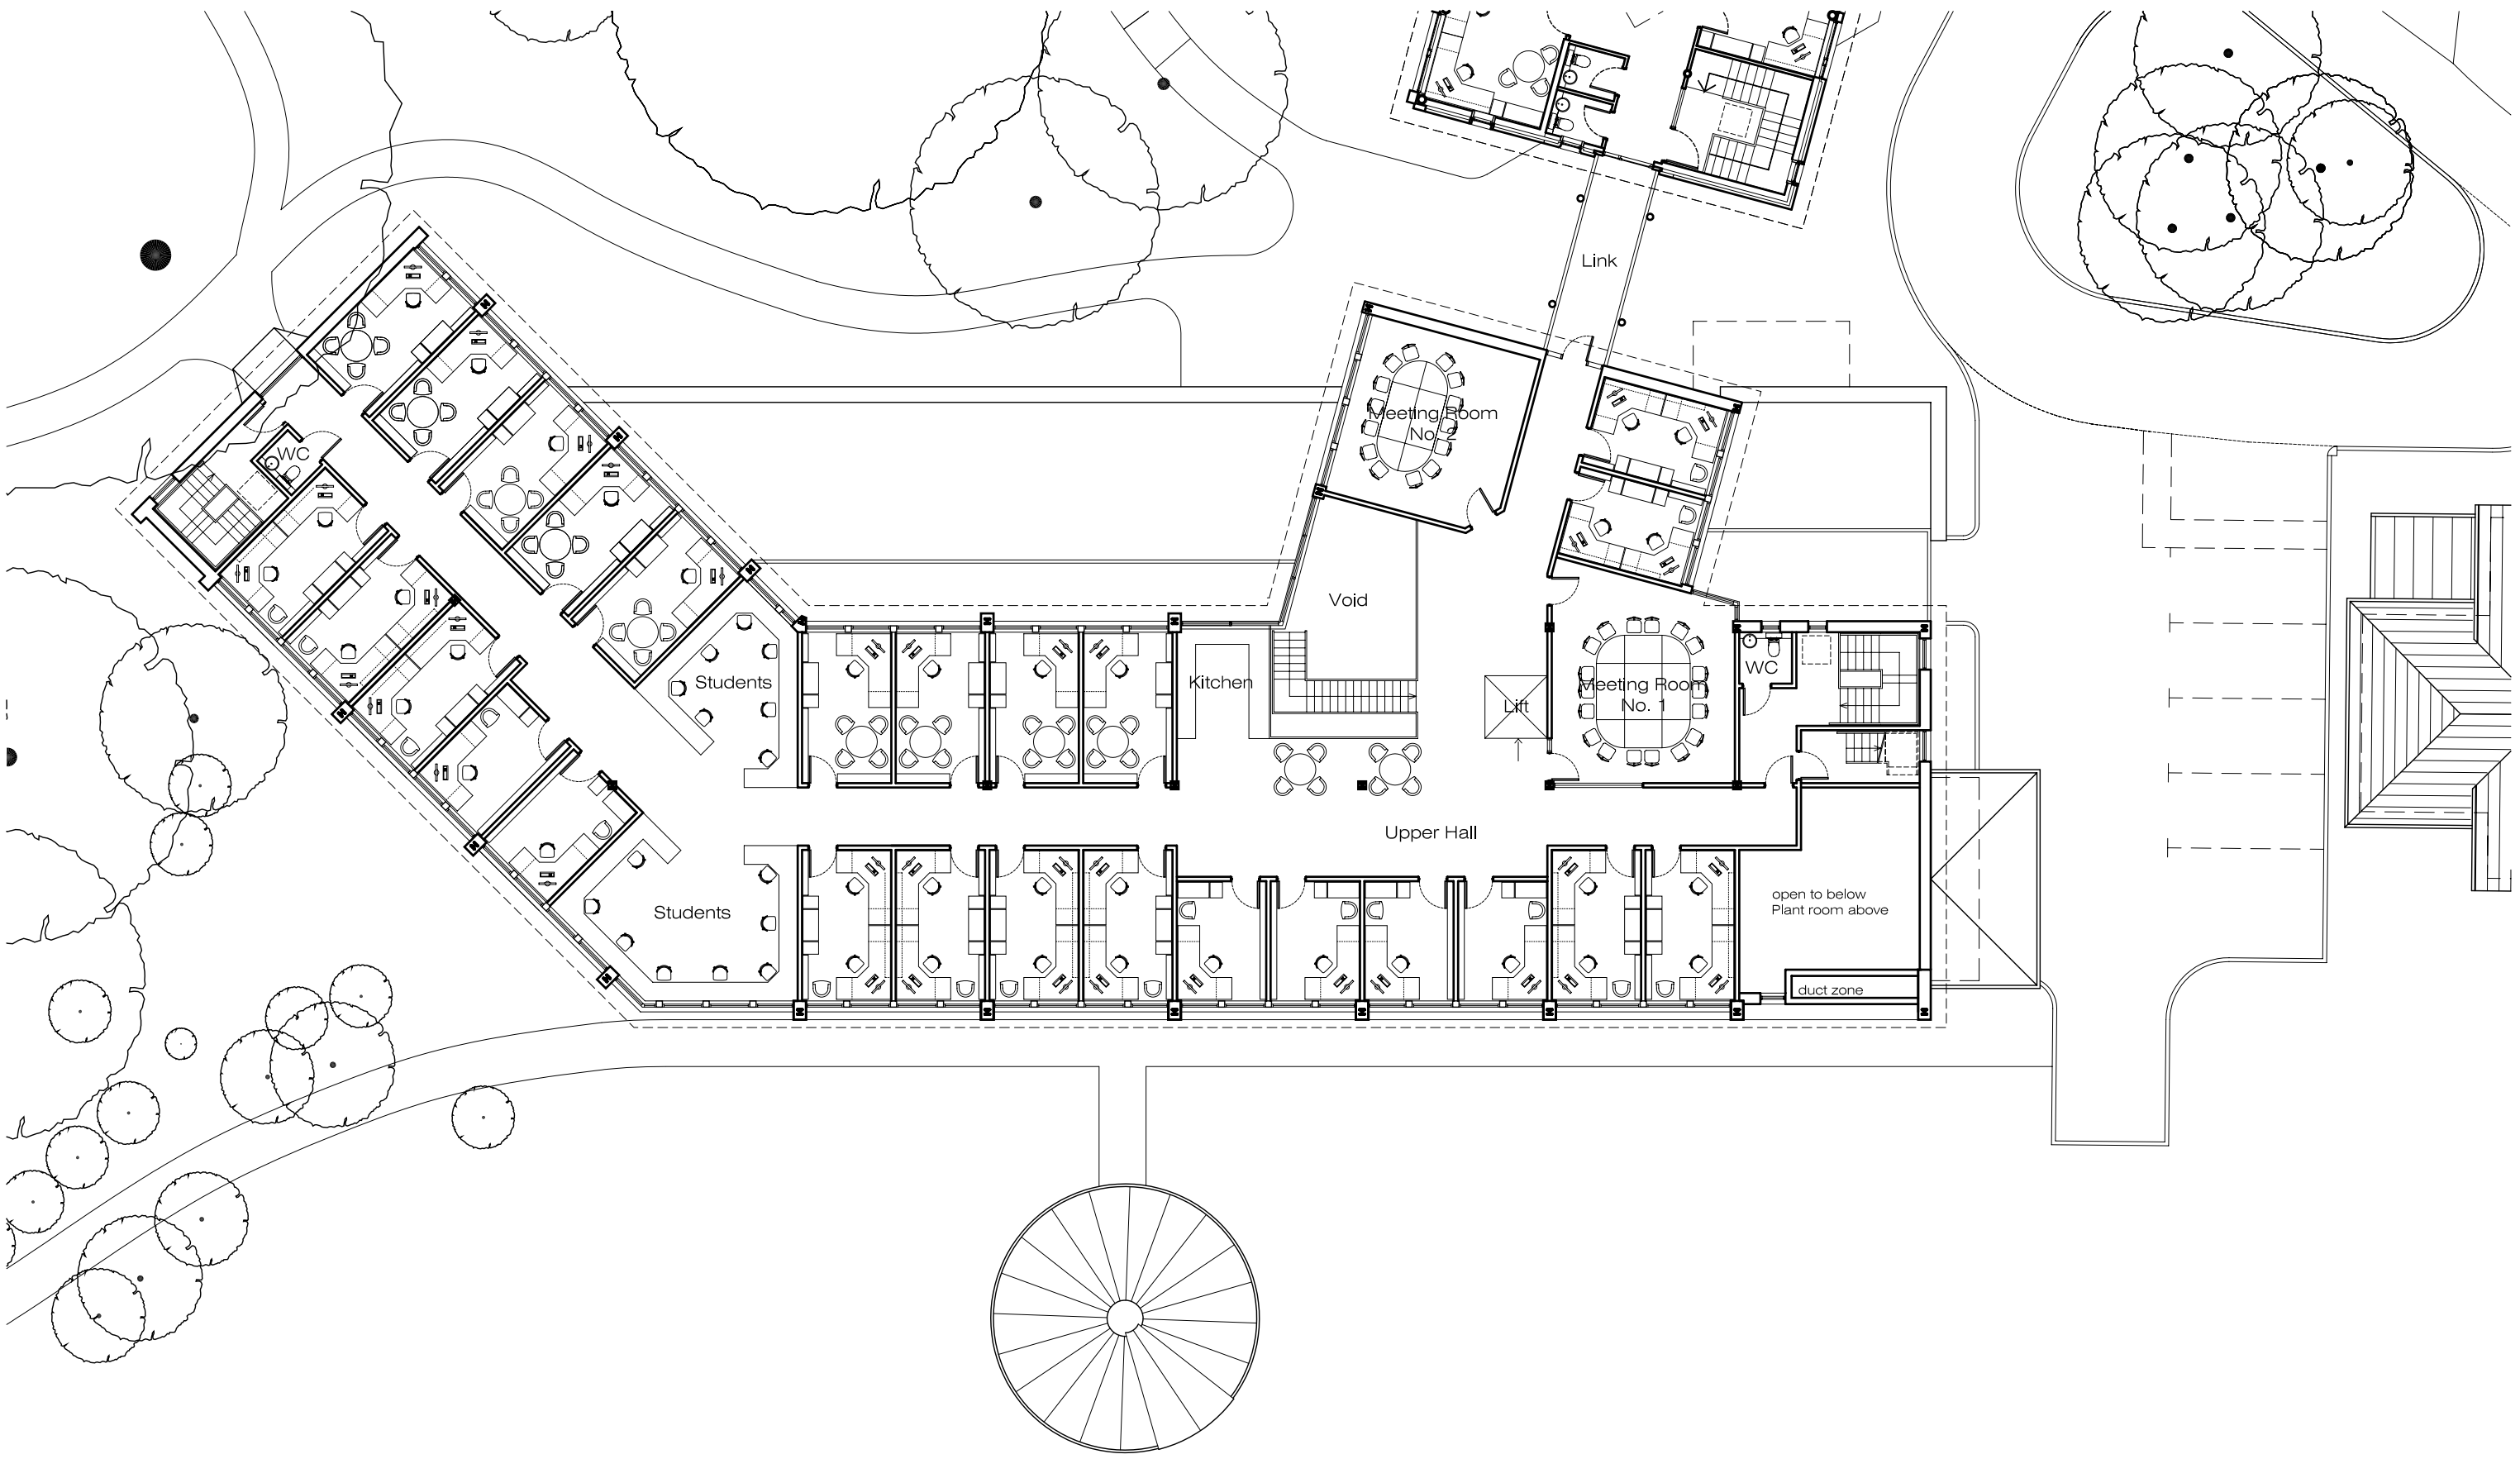 Link
Meeting Room
No. 2
WC
Void
Students
Kitchen
Lift
Meeting Room
No. 1
WC
Upper Hall
Students
open to below
Plant room above
duct zone